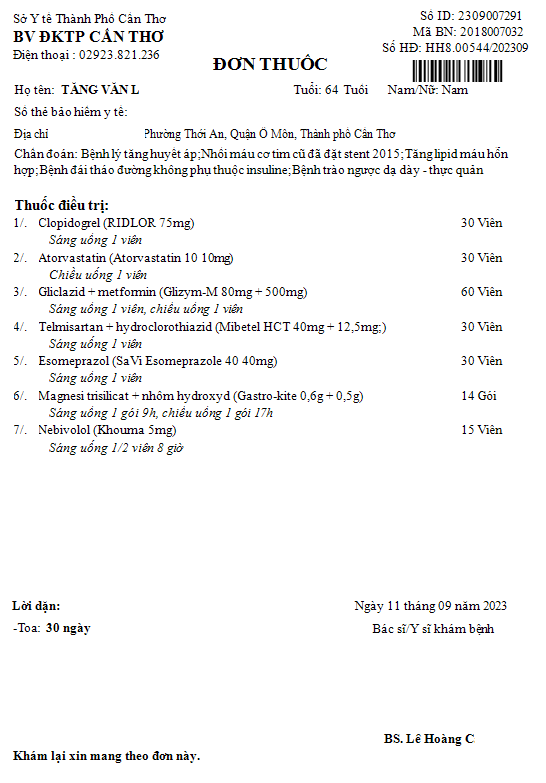 Sở Y tế Thành Phố Cần Thơ
BV ĐKTP CẦN THƠ
Điện thoại : 02923.821.236
Số ID: 2309007291
Mã BN: 2018007032
Số HĐ: HH8.00544/202309
ĐƠN THUỐC
Họ tên: TĂNG VĂN L Tuổi: 64 Tuổi Nam/Nữ: Nam
Số thẻ bảo hiểm y tế:
Địa chỉ Phường Thới An, Quận Ô Môn, Thành phố Cần Thơ
Chẩn đoán: Bệnh lý tăng huyết áp;Nhồi máu cơ tim cũ đã đặt stent 2015;Tăng lipid máu hỗn
hợp;Bệnh đái tháo đường không phụ thuộc insuline;Bệnh trào ngược dạ dày - thực quản
Thuốc điều trị:
1/. Clopidogrel (RIDLOR 75mg) 30 Viên
Sáng uống 1 viên
2/. Atorvastatin (Atorvastatin 10 10mg) 30 Viên
Chiều uống 1 viên
3/. Gliclazid + metformin (Glizym-M 80mg + 500mg) 60 Viên
Sáng uống 1 viên, chiều uống 1 viên
4/. Telmisartan + hydroclorothiazid (Mibetel HCT 40mg + 12,5mg;) 30 Viên
Sáng uống 1 viên
5/. Esomeprazol (SaVi Esomeprazole 40 40mg) 30 Viên
Sáng uống 1 viên
6/. Magnesi trisilicat + nhôm hydroxyd (Gastro-kite 0,6g + 0,5g) 14 Gói
Sáng uống 1 gói 9h, chiều uống 1 gói 17h
7/. Nebivolol (Khouma 5mg) 15 Viên
Sáng uống 1/2 viên 8 giờ
Lời dặn:
-Toa: 30 ngày
Ngày 11 tháng 09 năm 2023
Bác sĩ/Y sĩ khám bệnh
BS. Lê Hoàng C
Khám lại xin mang theo đơn này.